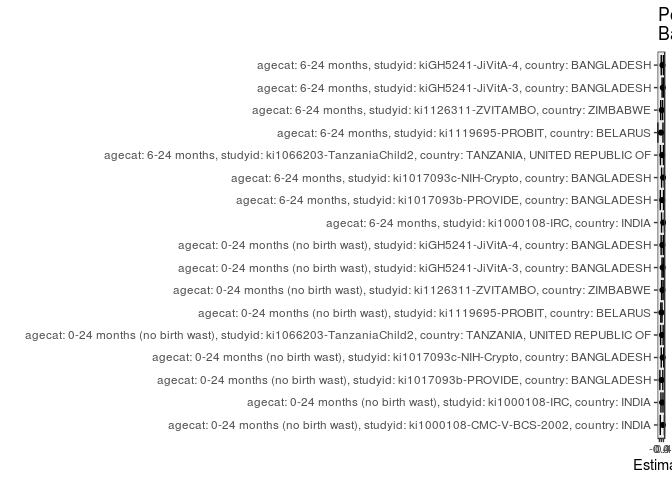 P
Ba
agecat: 6-24 months, studyid: kiGH5241-JiVitA-4, country: BANGLADESH
agecat: 6-24 months, studyid: kiGH5241-JiVitA-3, country: BANGLADESH
agecat: 6-24 months, studyid: ki1126311-ZVITAMBO, country: ZIMBABWE
agecat: 6-24 months, studyid: ki1119695-PROBIT, country: BELARUS
agecat: 6-24 months, studyid: ki1066203-TanzaniaChild2, country: TANZANIA, UNITED REPUBLIC OF
agecat: 6-24 months, studyid: ki1017093c-NIH-Crypto, country: BANGLADESH
agecat: 6-24 months, studyid: ki1017093b-PROVIDE, country: BANGLADESH
agecat: 6-24 months, studyid: ki1000108-IRC, country: INDIA
agecat: 0-24 months (no birth wast), studyid: kiGH5241-JiVitA-4, country: BANGLADESH
agecat: 0-24 months (no birth wast), studyid: kiGH5241-JiVitA-3, country: BANGLADESH
agecat: 0-24 months (no birth wast), studyid: ki1126311-ZVITAMBO, country: ZIMBABWE
agecat: 0-24 months (no birth wast), studyid: ki1119695-PROBIT, country: BELARUS
agecat: 0-24 months (no birth wast), studyid: ki1066203-TanzaniaChild2, country: TANZANIA, UNITED REPUBLIC OF
agecat: 0-24 months (no birth wast), studyid: ki1017093c-NIH-Crypto, country: BANGLADESH
agecat: 0-24 months (no birth wast), studyid: ki1017093b-PROVIDE, country: BANGLADESH
agecat: 0-24 months (no birth wast), studyid: ki1000108-IRC, country: INDIA
agecat: 0-24 months (no birth wast), studyid: ki1000108-CMC-V-BCS-2002, country: INDIA
Estima